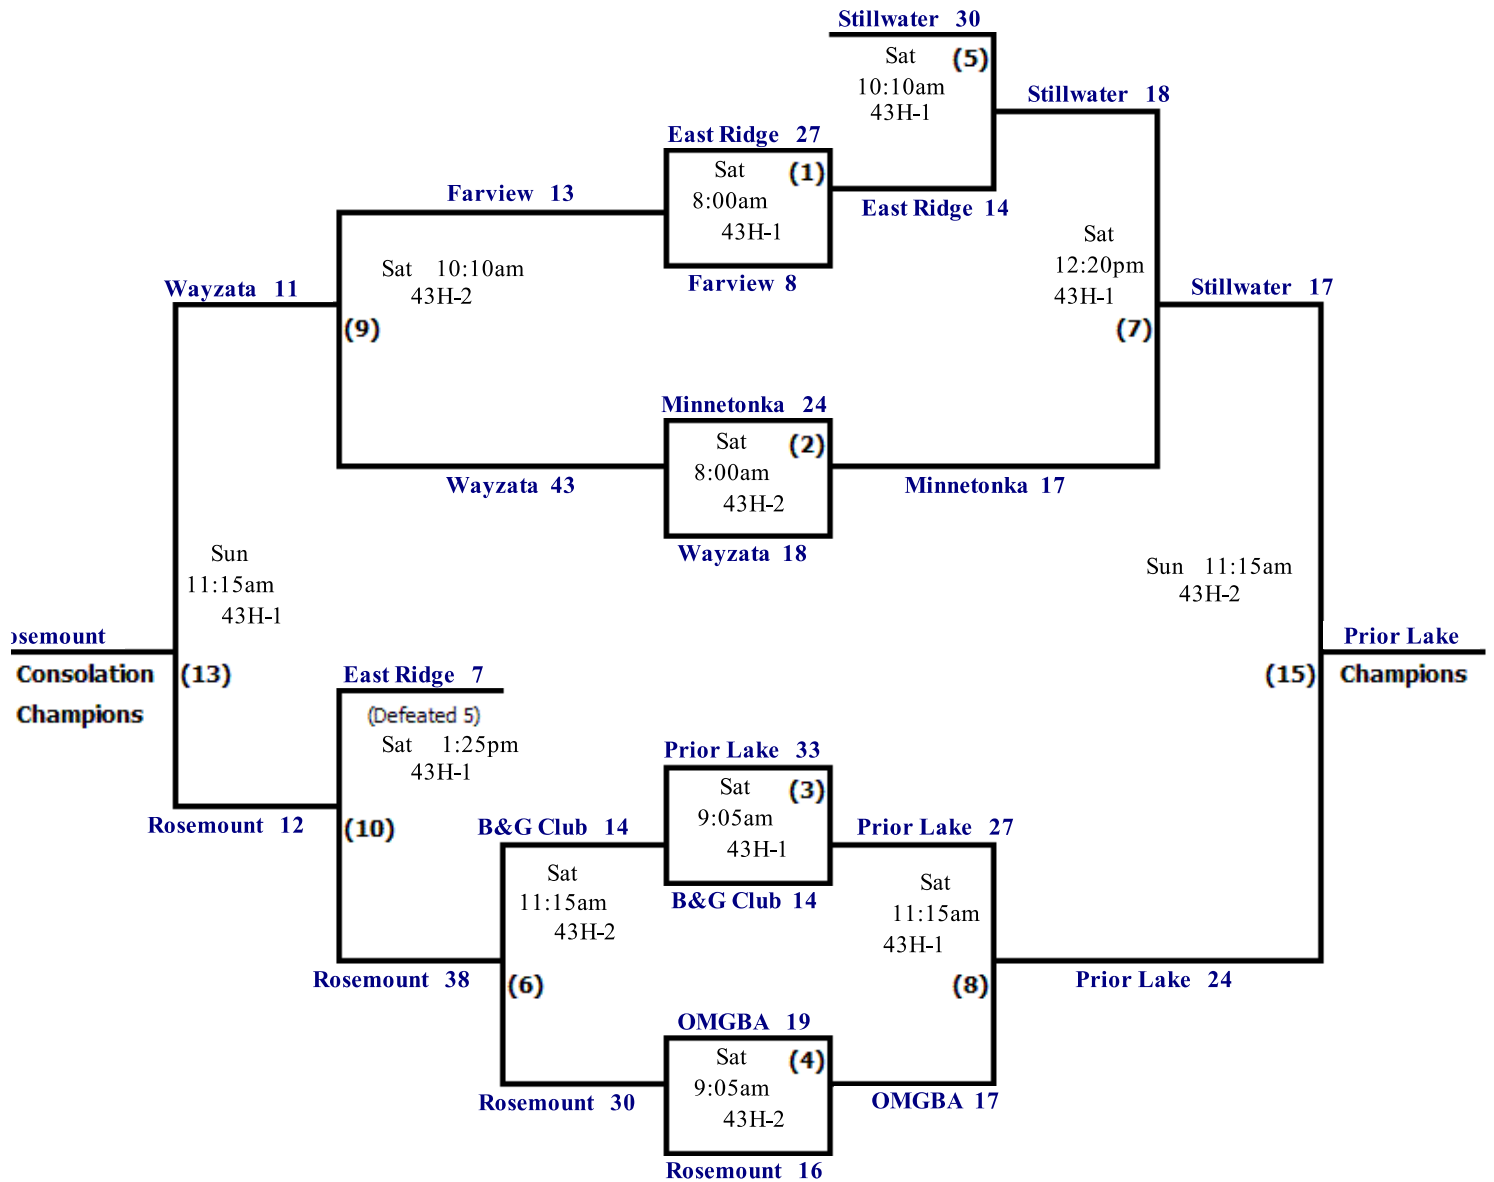 Stillwater 30
Sat (5)
10:10am
43H-1
Stillwater 18
East Ridge 27
Sat (1)
8:00am
43H-1
Farview 13
East Ridge 14
Sat
12:20pm
43H-1
(7)
Sat 10:10am
43H-2
(9)
Farview 8
Wayzata 11
Stillwater 17
Minnetonka 24
Sat (2)
8:00am
43H-2
Wayzata 43
Minnetonka 17
Wayzata 18
Sun
11:15am
43H-1
Sun 11:15am
43H-2
osemount
Consolation
Champions
(13)
East Ridge 7
(Defeated 5)
Sat 1:25pm
43H-1
(10)
(15)
Prior Lake
Champions
Prior Lake 33
Sat (3)
9:05am
43H-1
Rosemount 12
B&G Club 14
Prior Lake 27
Sat
11:15am
43H-2
(6)
B&G Club 14
Sat
11:15am
43H-1
(8)
Rosemount 38
Prior Lake 24
OMGBA 19
Sat (4)
9:05am
43H-2
Rosemount 30
OMGBA 17
Rosemount 16